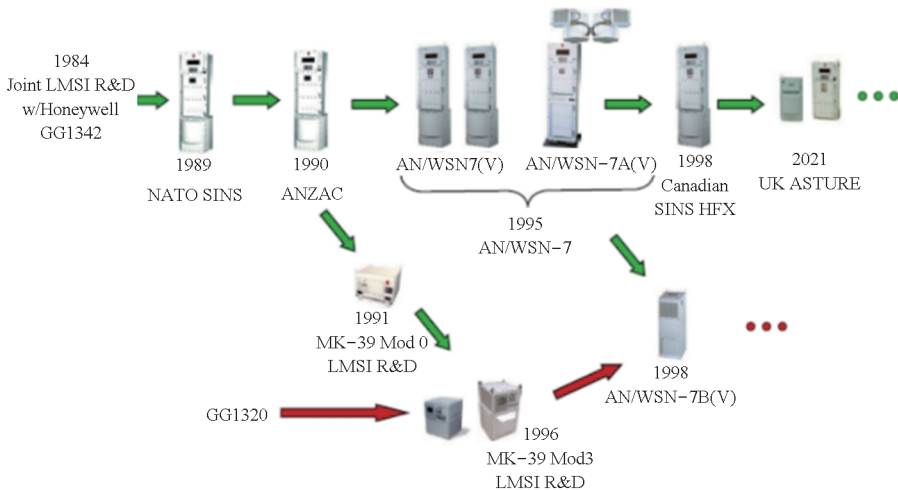 1984
Joint LMSI R&D
w/Honeywell
GG1342
1989
NATO SINS
1990
ANZAC
AN/WSN7(V)
AN/WSN-7A(V)
1995
AN/WSN-7
1998
Canadian
SINS HFX
2021
UK ASTURE
1991
MK-39 Mod 0
LMSI R&D
GG1320
1996
MK-39 Mod3
LMSI R&D
1998
AN/WSN-7B(V)